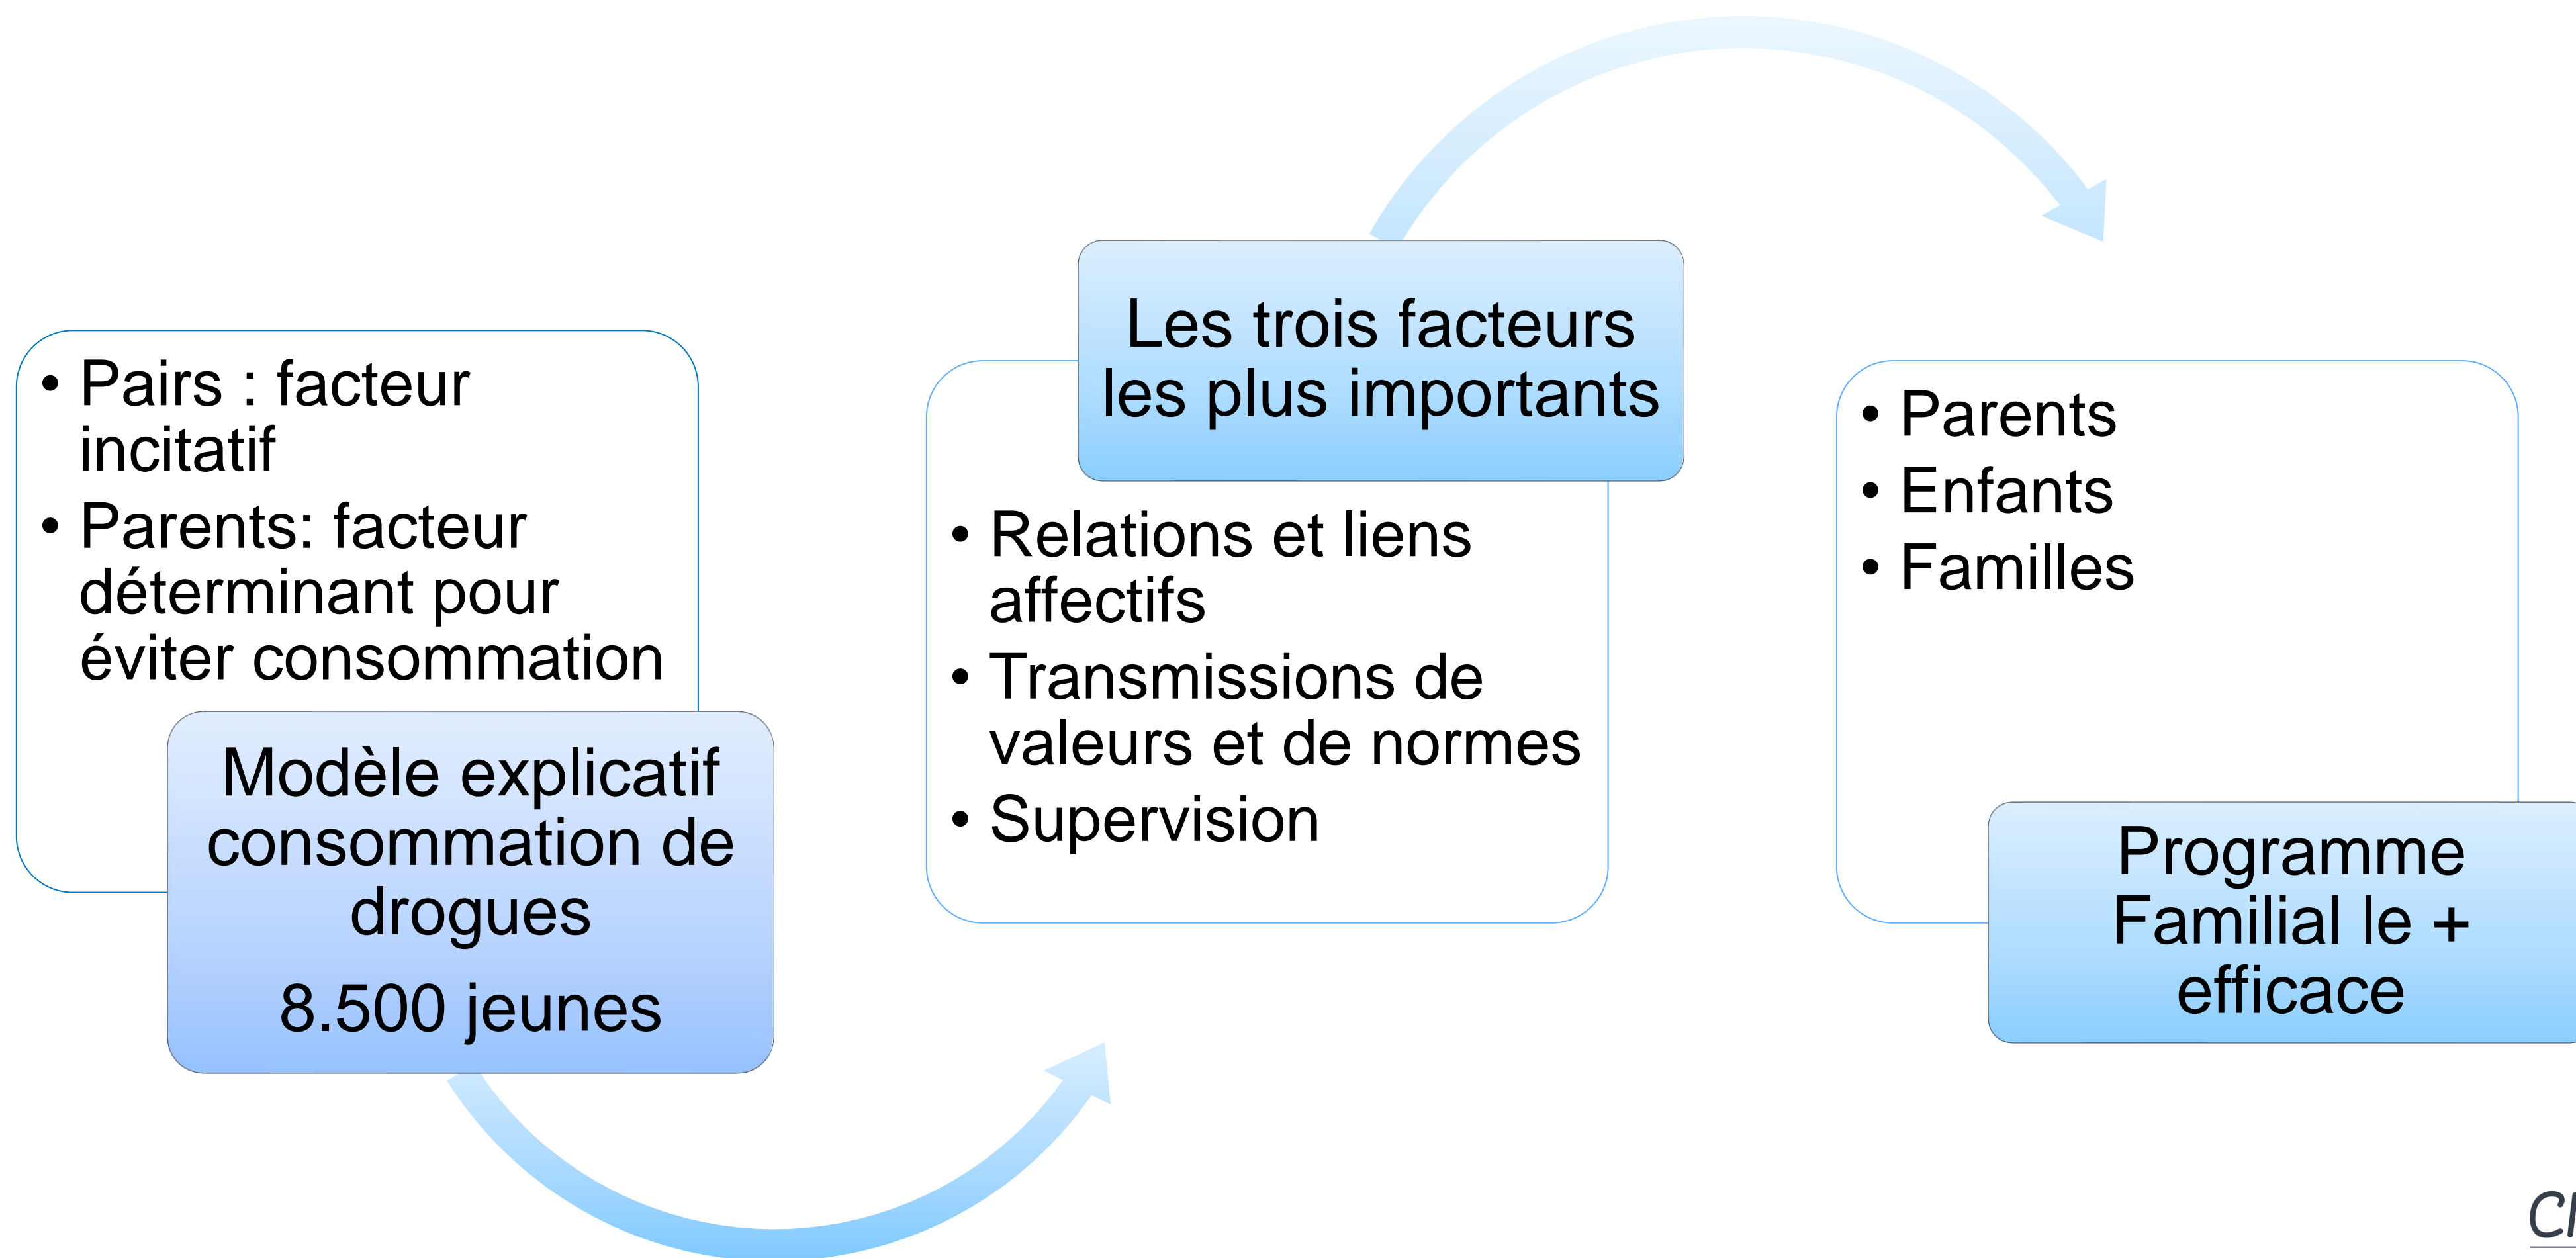 • Pairs : facteur
incitatif
• Parents: facteur
déterminant pour
éviter consommation
Modèle explicatif
consommation de
drogues
8.500 jeunes
Les trois facteurs
les plus importants
• Relations et liens
affectifs
• Transmissions de
valeurs et de normes
• Supervision
• Parents
• Enfants
• Familles
Programme
Familial le +
efficace